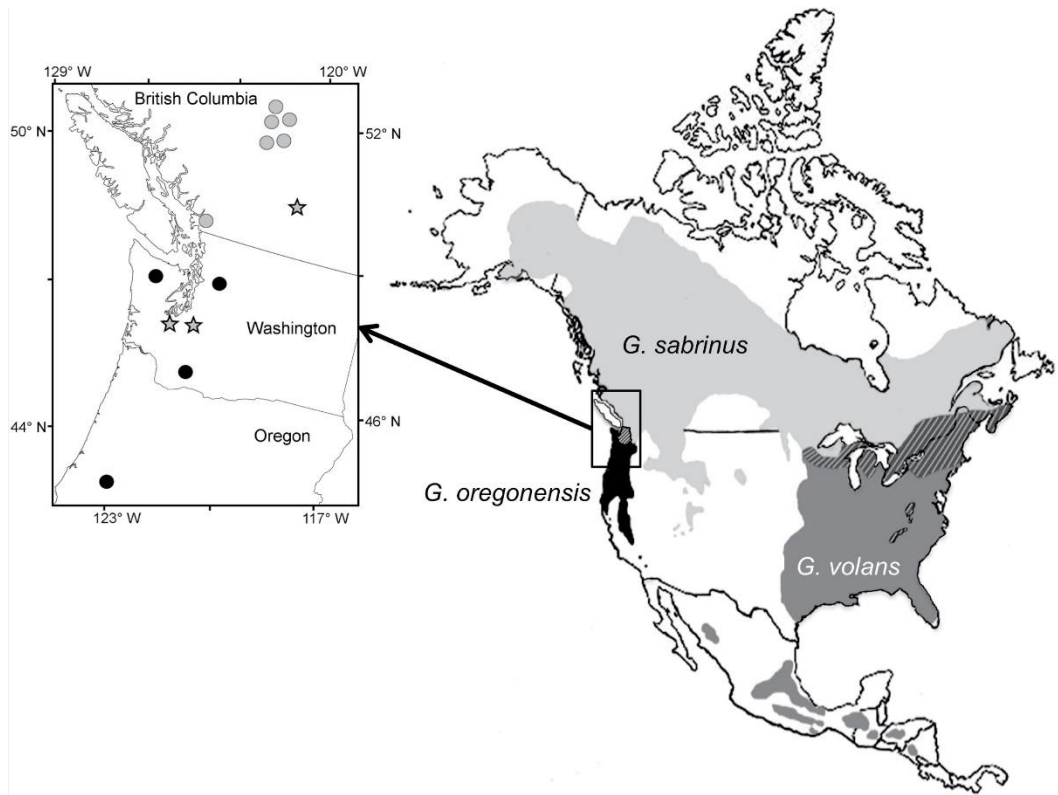 129° W
120° W
British Columbia
50° N
52° N
Washington
44° N
46° N
Oregon
123° W
117° W
G. sabrinus
G. oregonensis
G. volans